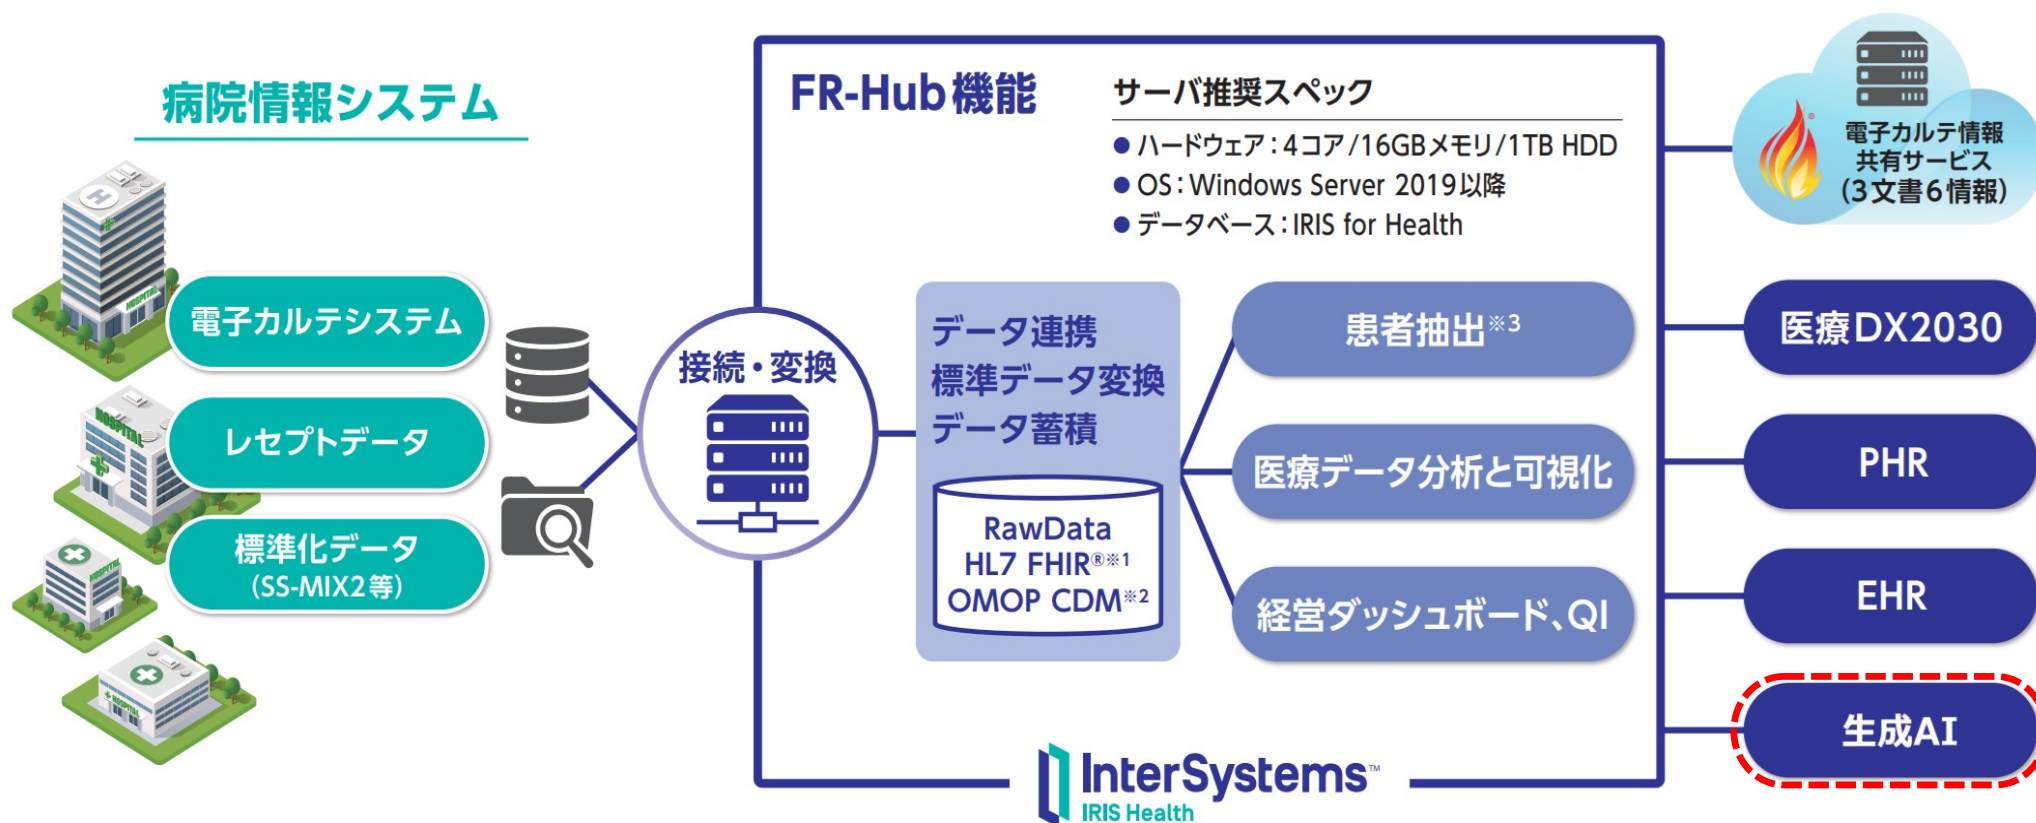 病院情報システム
電子カルテシステム
レセプトデータ
標準化データ
(SS-MIX2等)
HOSPITAL
HOSPITAL
HOSPITAL
HOSPITAL
接続・変換
FR-Hub機能
サーバ推奨スペック
● ハードウェア：4コア/16GBメモリ/1TB HDD
● OS：Windows Server 2019以降
● データベース：IRIS for Health
データ連携
標準データ変換
データ蓄積
RawData
HL7 FHIR®※1
OMOP CDM※2
患者抽出※3
医療データ分析と可視化
経営ダッシュボード、QI
InterSystems™
IRIS Health
電子カルテ情報
共有サービス
(3文書6情報)
医療DX2030
PHR
EHR
生成AI